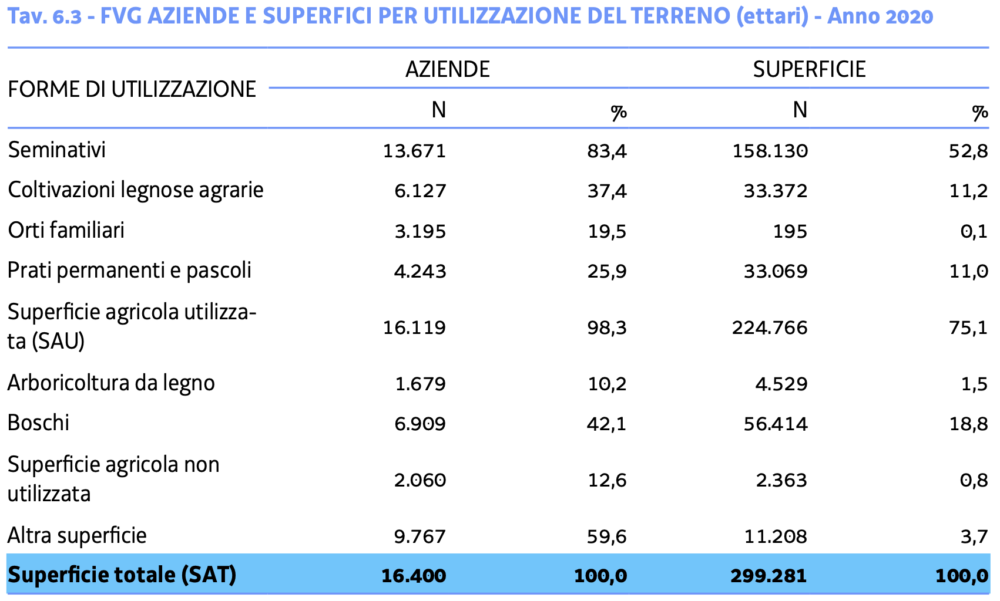 Tav. 6.3 - FVG AZIENDE E SUPERFICI PER UTILIZZAZIONE DEL TERRENO (ettari) - Anno 2020
FORME DI UTILIZZAZIONE AZIENDE SUPERFICIE
N % N %
Seminativi 13.671 83,4 158.130 52,8
Coltivazioni legnose agrarie 6.127 37,4 33.372 11,2
Orti familiari 3.195 19,5 195 0,1
Prati permanenti e pascoli 4.243 25,9 33.069 11,0
Superficie agricola utilizza-
ta (SAU) 16.119 98,3 224.766 75,1
Arboricoltura da legno 1.679 10,2 4.529 1,5
Boschi 6.909 42,1 56.414 18,8
Superficie agricola non
utilizzata 2.060 12,6 2.363 0,8
Altra superficie 9.767 59,6 11.208 3,7
Superficie totale (SAT) 16.400 100,0 299.281 100,0